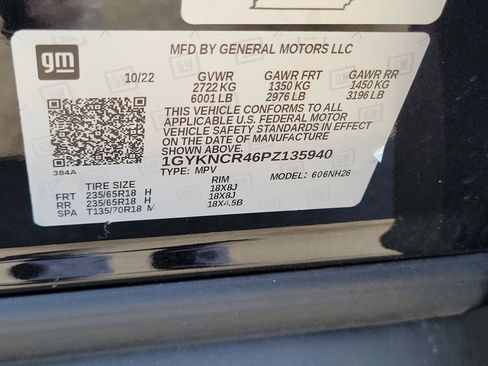 gm
MFD BY GENERAL MOTORS LLC
10/22 GVWR GAWR FRT GAWR RR
2722 KG 1350 KG 1450 KG
6001 LB 2976 LB 3196 LB
THIS VEHICLE CONFORMS TO ALL
APPLICABLE U.S. FEDERAL MOTOR
VEHICLE SAFETY STANDARDS IN EFFECT
ON THE DATE OF MANUFACTURE
SHOWN ABOVE.
1GYKNCR46PZ135940
384A TYPE: MPV MODEL: 606NH26
TIRE SIZE RIM
FRT 235/65R18 H 18X8J
RR 235/65R18 H 18X8J
SPA T135/70R18 M 18X4.5B